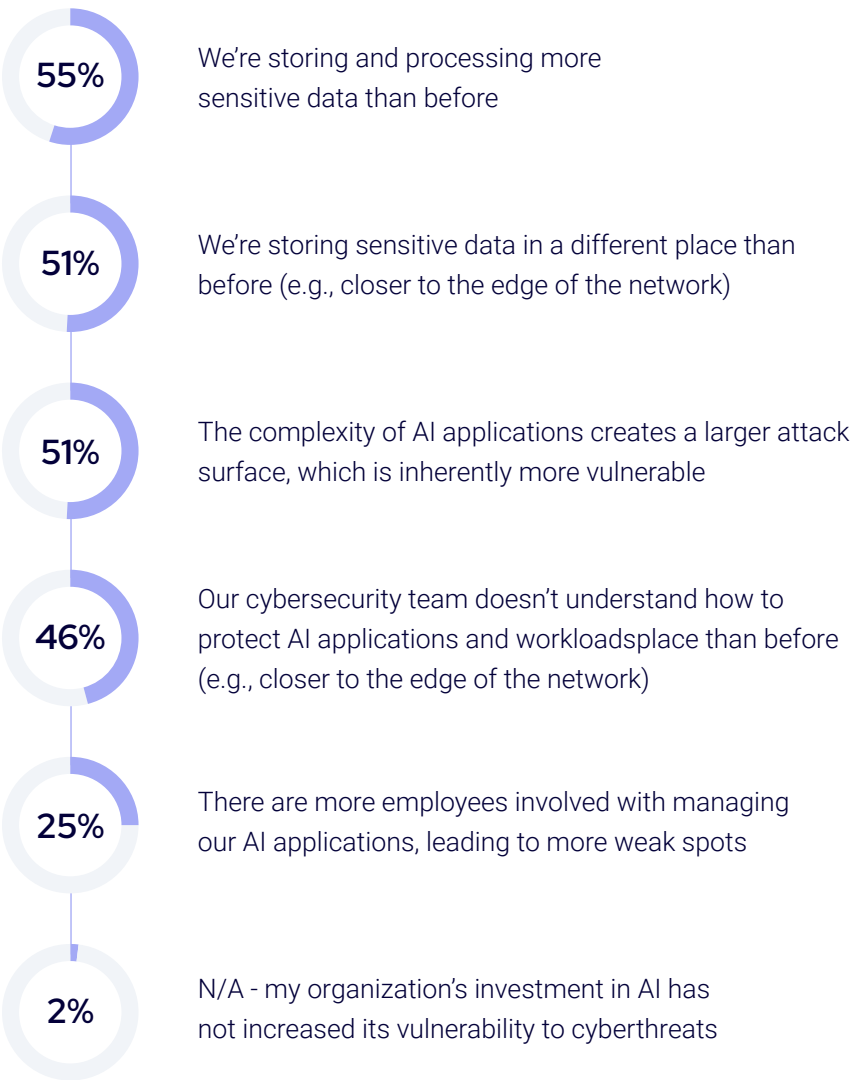 55%
We're storing and processing more
sensitive data than before
51%
We're storing sensitive data in a different place than
before (e.g., closer to the edge of the network)
51%
The complexity of AI applications creates a larger attack
surface, which is inherently more vulnerable
46%
Our cybersecurity team doesn't understand how to
protect AI applications and workloadsplace than before
(e.g., closer to the edge of the network)
25%
There are more employees involved with managing
our AI applications, leading to more weak spots
2%
N/A - my organization's investment in AI has
not increased its vulnerability to cyberthreats